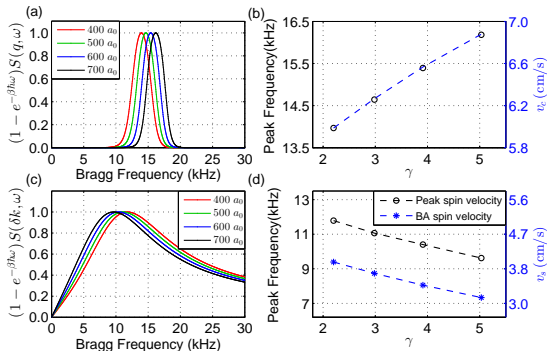 (a)
(1 − e^{−βħω})S(q, ω)
1.0
0.8
0.6
0.4
0.2
0.0
400 a₀
500 a₀
600 a₀
700 a₀
0 5 10 15 20 25 30
Bragg Frequency (kHz)
(b)
Peak Frequency(kHz)
16.5
15.5
14.5
13.5
7.0
6.6
6.2
5.8
v_c (cm/s)
2 3 4 5
γ
(c)
(1 − e^{−βħω})S(∂k, ω)
1.0
0.8
0.6
0.4
0.2
0.0
400 a₀
500 a₀
600 a₀
700 a₀
0 5 10 15 20 25 30
Bragg Frequency (kHz)
(d)
Peak Frequency(kHz)
13
11
9
7
Peak spin velocity
BA spin velocity
5.6
4.7
3.8
3.0
v_s (cm/s)
2 3 4 5
γ